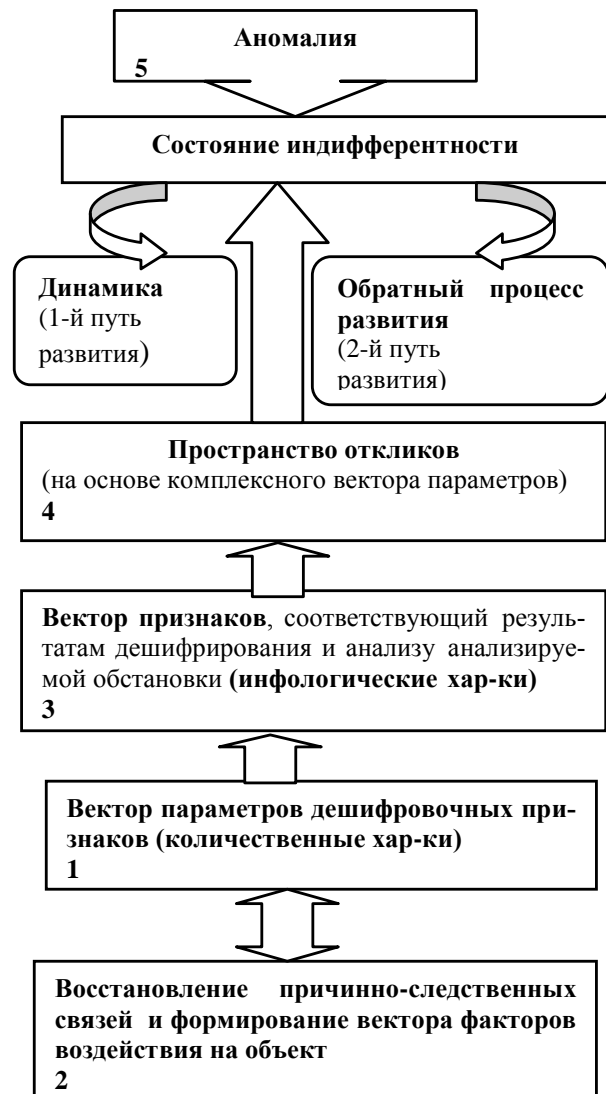 Аномалия
5
Состояние индифферентности
Динамика
(1-й путь
развития)
Обратный процесс
развития
(2-й путь
развития)
Пространство откликов
(на основе комплексного вектора параметров)
4
Вектор признаков, соответствующий резуль-
татам дешифрирования и анализу анализируе-
мой обстановки (инфологические хар-ки)
3
Вектор параметров дешифровочных при-
знаков (количественные хар-ки)
1
Восстановление причинно-следственных
связей и формирование вектора факторов
воздействия на объект
2